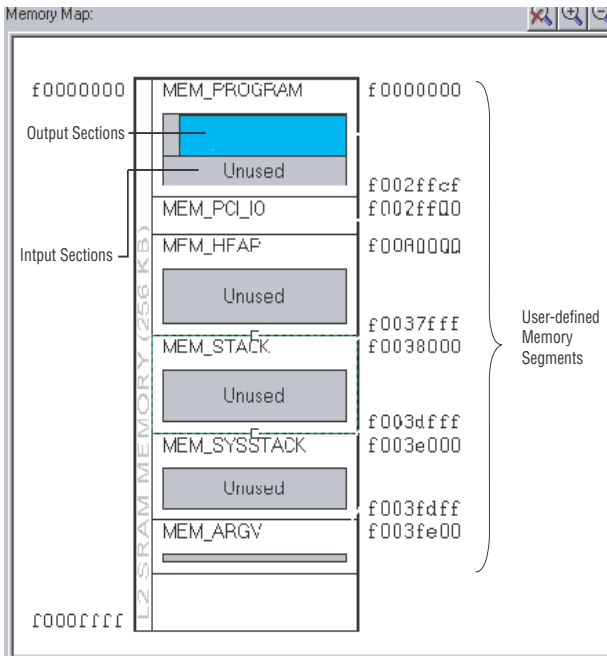 Memory Map:
f0000000
MEM_PROGRAM
f0000000
Output Sections
Unused
f002ffcf
MEM_PCI_IO
f002ff00
Intput Sections
MEM_HEAP
f0080000
Unused
f0037fff
User-defined
Memory
Segments
MEM_STACK
f0038000
Unused
f003dfff
MEM_SYSSTACK
f003e000
Unused
f003fdff
MEM_ARGV
f003fe00
L2 SRAM MEMORY (256 KB)